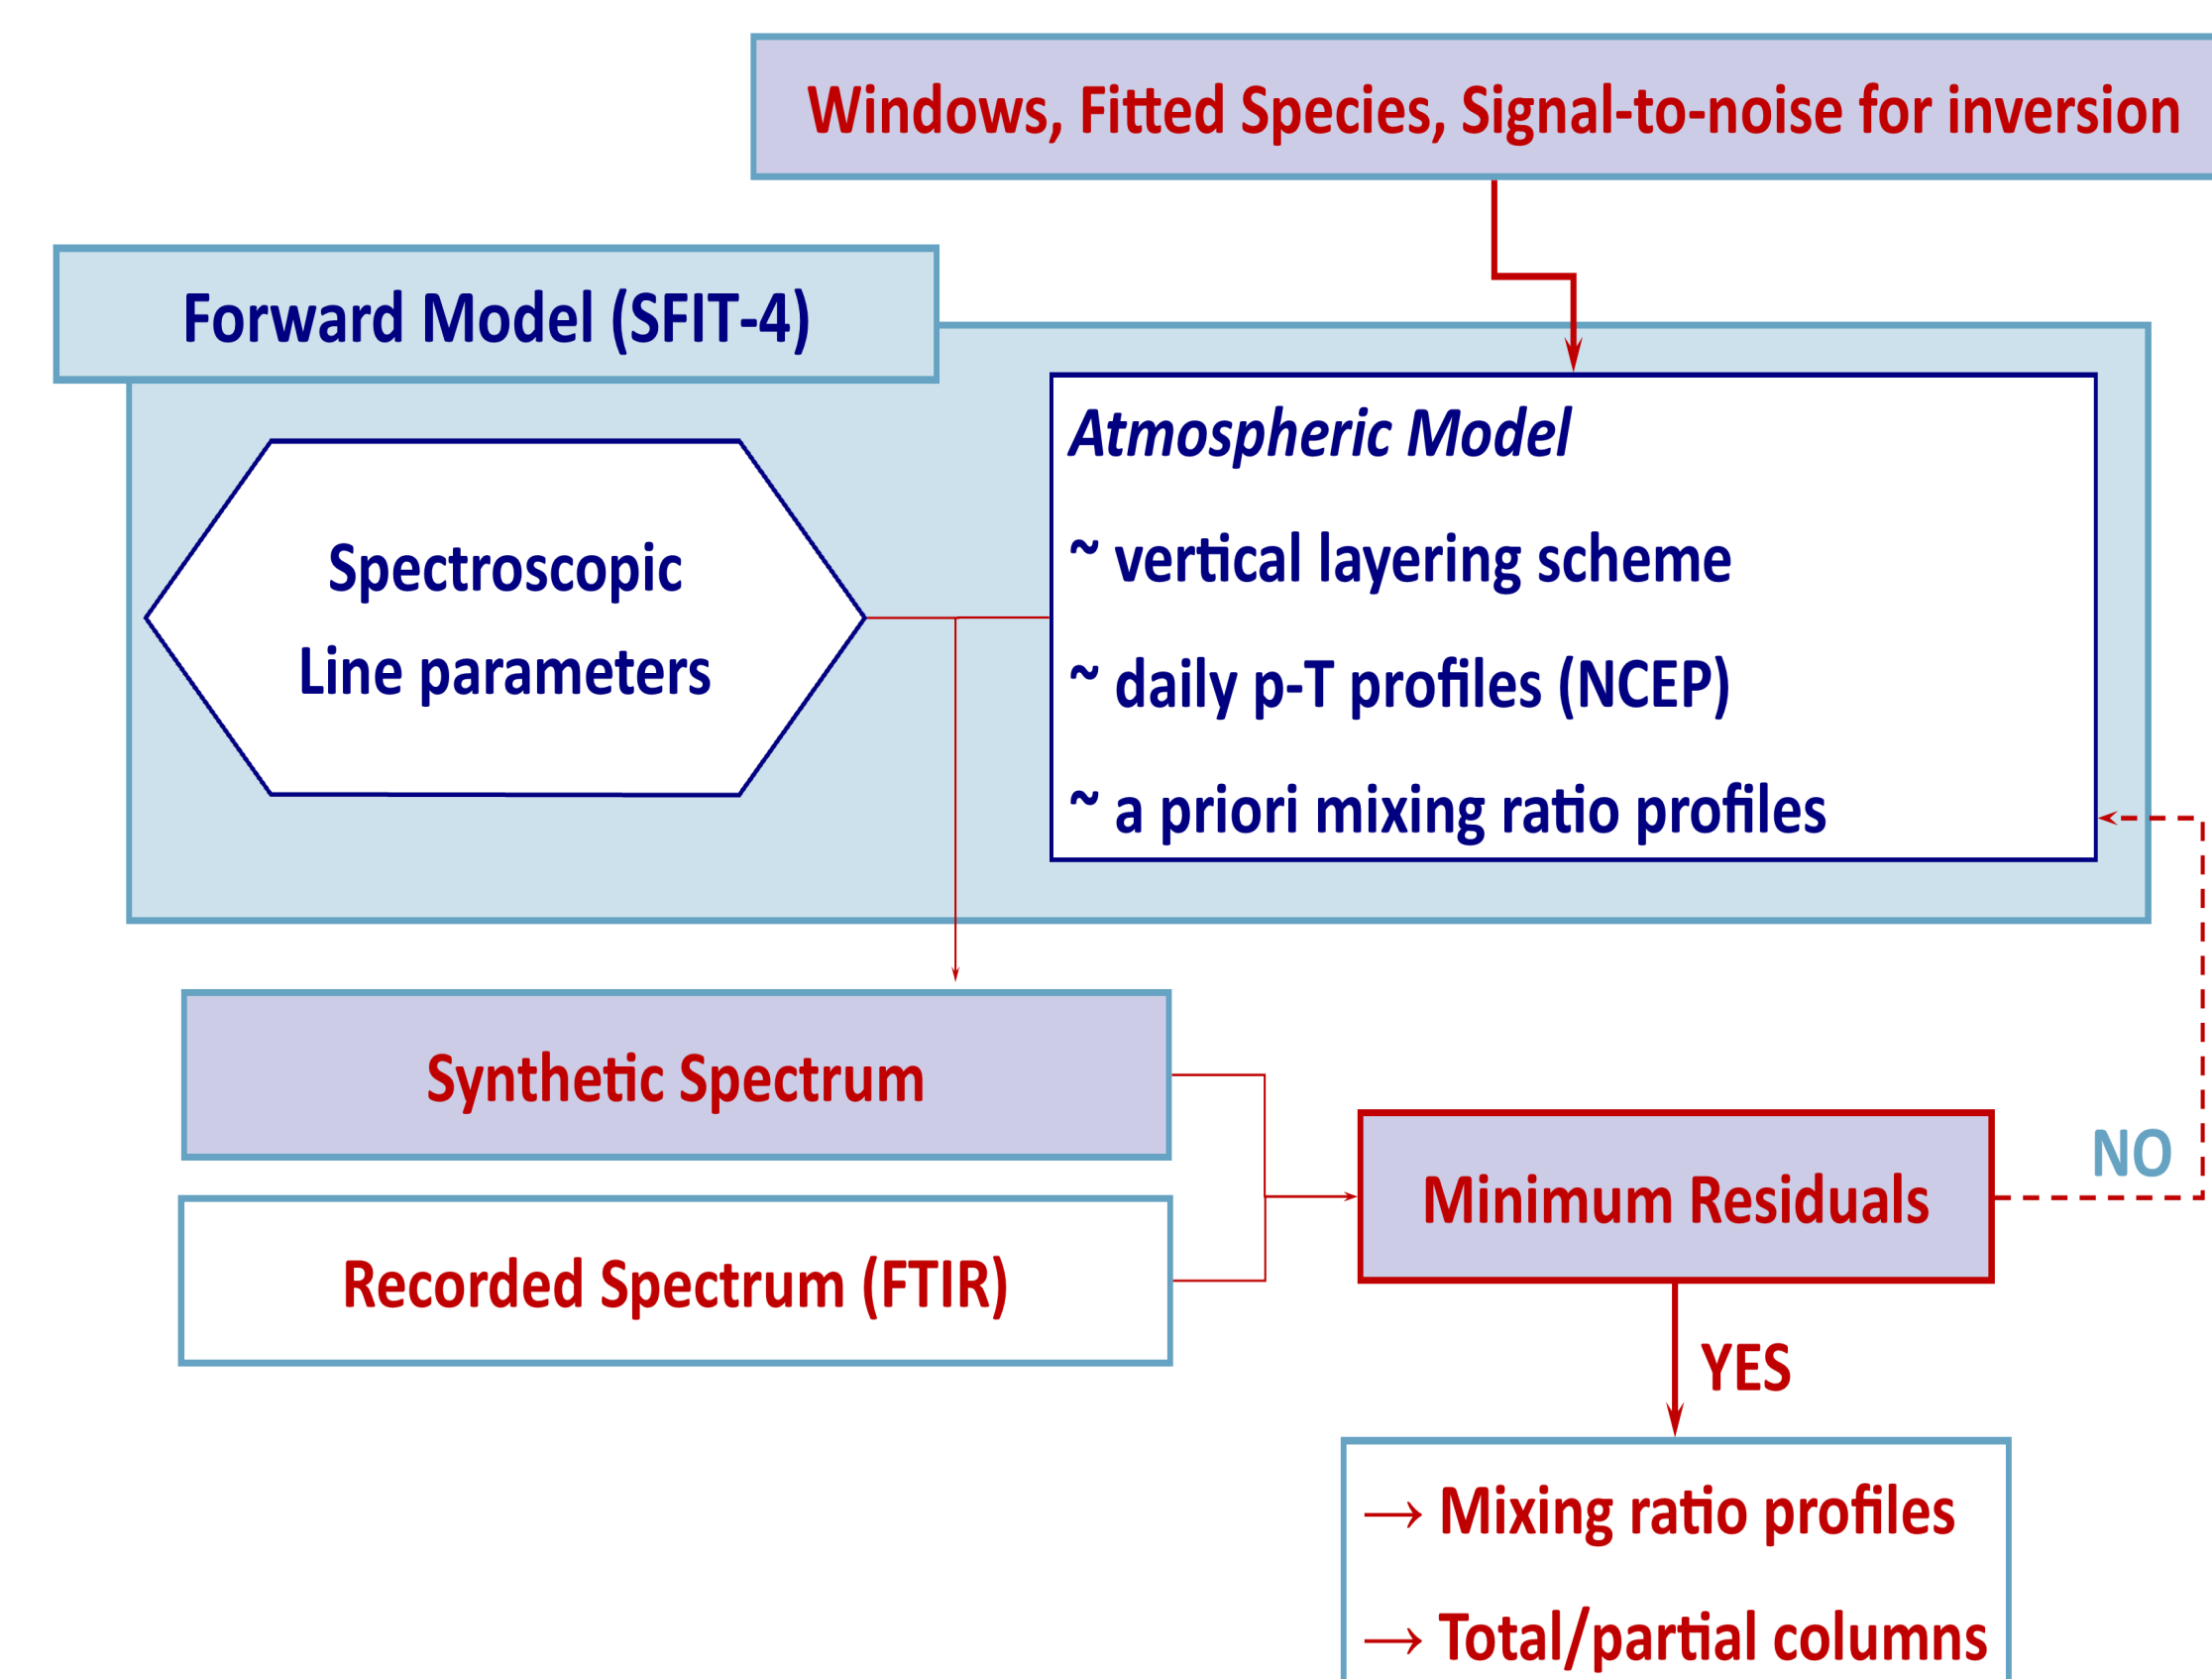 Windows, Fitted Species, Signal-to-noise for inversion
Forward Model (SFIT-4)
Spectroscopic
Line parameters
Atmospheric Model
~ vertical layering scheme
~ daily p-T profiles (NCEP)
~ a priori mixing ratio profiles
Synthetic Spectrum
Recorded Spectrum (FTIR)
Minimum Residuals
NO
YES
→ Mixing ratio profiles
→ Total/partial columns